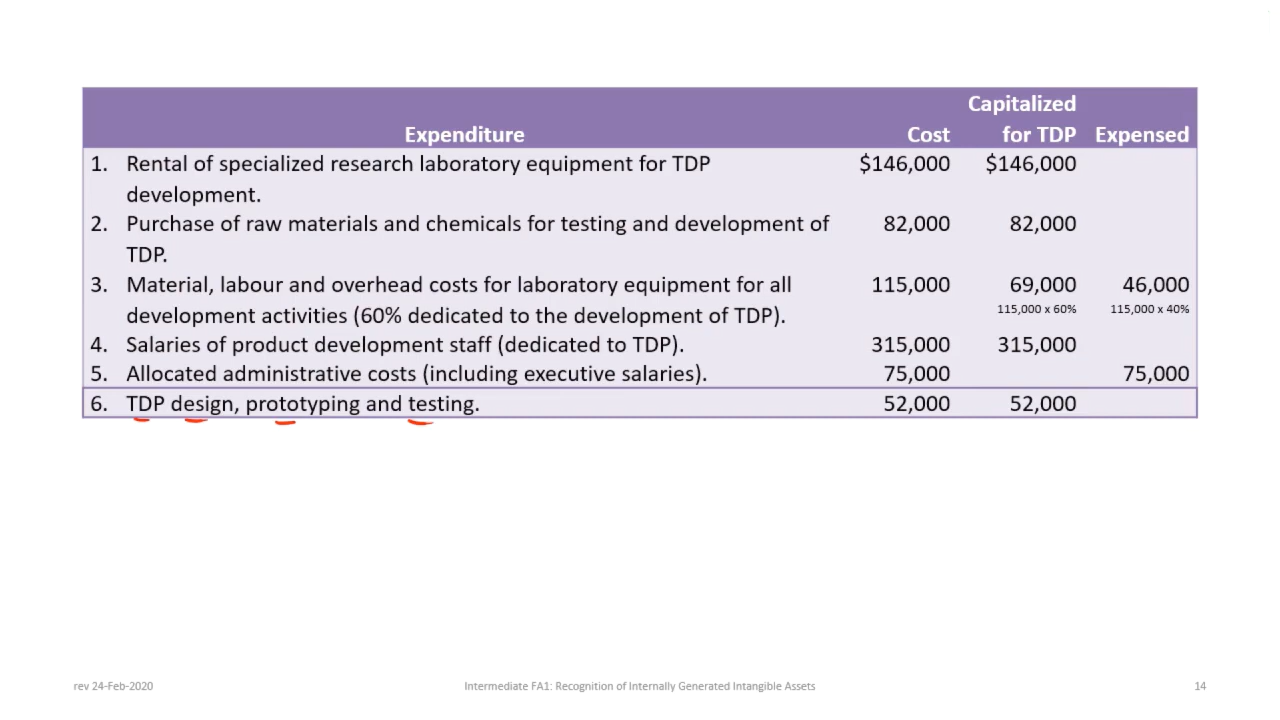 Capitalized
Expenditure Cost for TDP Expensed
1. Rental of specialized research laboratory equipment for TDP $146,000 $146,000
development.
2. Purchase of raw materials and chemicals for testing and development of 82,000 82,000
TDP.
3. Material, labour and overhead costs for laboratory equipment for all 115,000 69,000 46,000
development activities (60% dedicated to the development of TDP). 115,000 x 60% 115,000 x 40%
4. Salaries of product development staff (dedicated to TDP). 315,000 315,000
5. Allocated administrative costs (including executive salaries). 75,000 75,000
6. TDP design, prototyping and testing. 52,000 52,000
rev 24-Feb-2020 Intermediate FA1: Recognition of Internally Generated Intangible Assets 14